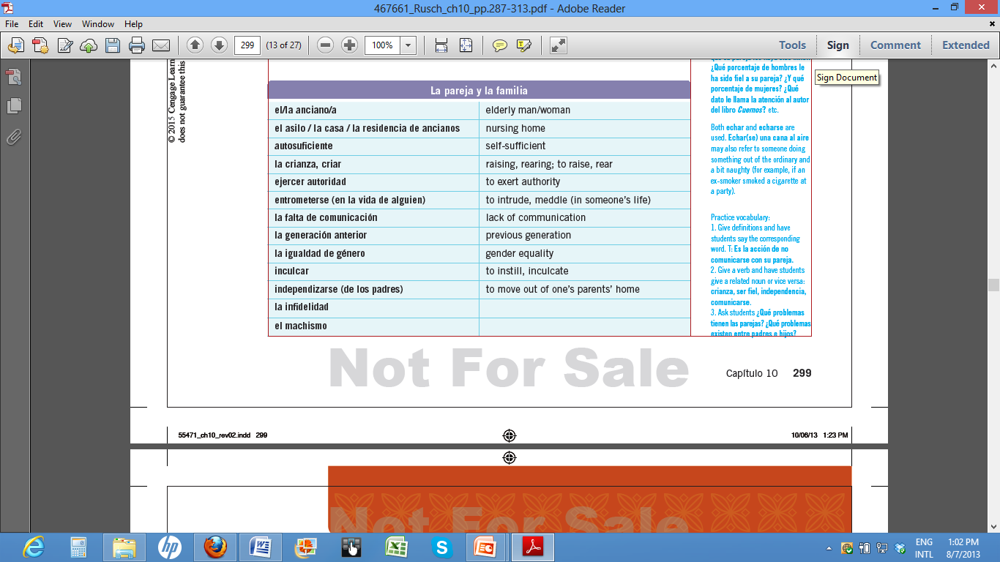 467661_Rusch_ch10_pp.287-313.pdf - Adobe Reader
File Edit View Window Help
299 (13 of 27) 100% Tools Sign Comment Extended
Sign Document
© 2015 Cengage Learn
does not guarantee this
La pareja y la familia
el/la anciano/a elderly man/woman
el asilo / la casa / la residencia de ancianos nursing home
autosuficiente self-sufficient
la crianza, criar raising, rearing; to raise, rear
ejercer autoridad to exert authority
entrometerse (en la vida de alguien) to intrude, meddle (in someone's life)
la falta de comunicación lack of communication
la generación anterior previous generation
la igualdad de género gender equality
inculcar to instill, inculcate
independizarse (de los padres) to move out of one's parents' home
la infidelidad
el machismo
¿Qué porcentaje de hombres le
ha sido fiel a su pareja? ¿Y qué
porcentaje de mujeres? ¿Qué
dato le llama la atención al autor
del libro Cuernos? etc.
Both echar and echarse are
used. Echar(se) una cana al aire
may also refer to someone doing
something out of the ordinary and
a bit naughty (for example, if an
ex-smoker smoked a cigarette at
a party).
Practice vocabulary:
1. Give definitions and have
students say the corresponding
word. T: Es la acción de no
comunicarse con su pareja.
2. Give a verb and have students
give a related noun or vice versa:
crianza, ser fiel, independencia,
comunicarse.
3. Ask students ¿Qué problemas
tienen las parejas? ¿Qué problemas
existen entre padres e hijos?
Not For Sale
Capítulo 10 299
55471_ch10_rev02.indd 299 10/06/13 1:23 PM
Not For Sale
ENG 1:02 PM
INTL 8/7/2013